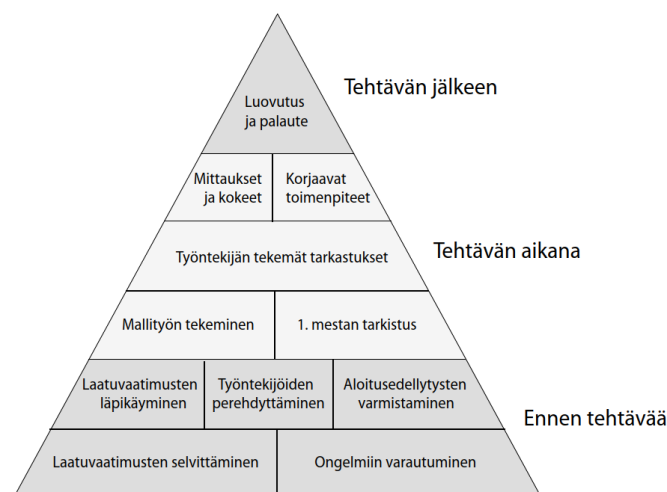 Luovutus
ja palaute
Tehtävän jälkeen
Mittaukset
ja kokeet
Korjaavat
toimenpiteet
Työntekijän tekemät tarkastukset
Tehtävän aikana
Mallityön tekeminen
1. mestan tarkistus
Laatuvaatimusten
läpikäyminen
Työntekijöiden
perehdyttäminen
Aloitusedellytysten
varmistaminen
Ennen tehtävää
Laatuvaatimusten selvittäminen
Ongelmiin varautuminen